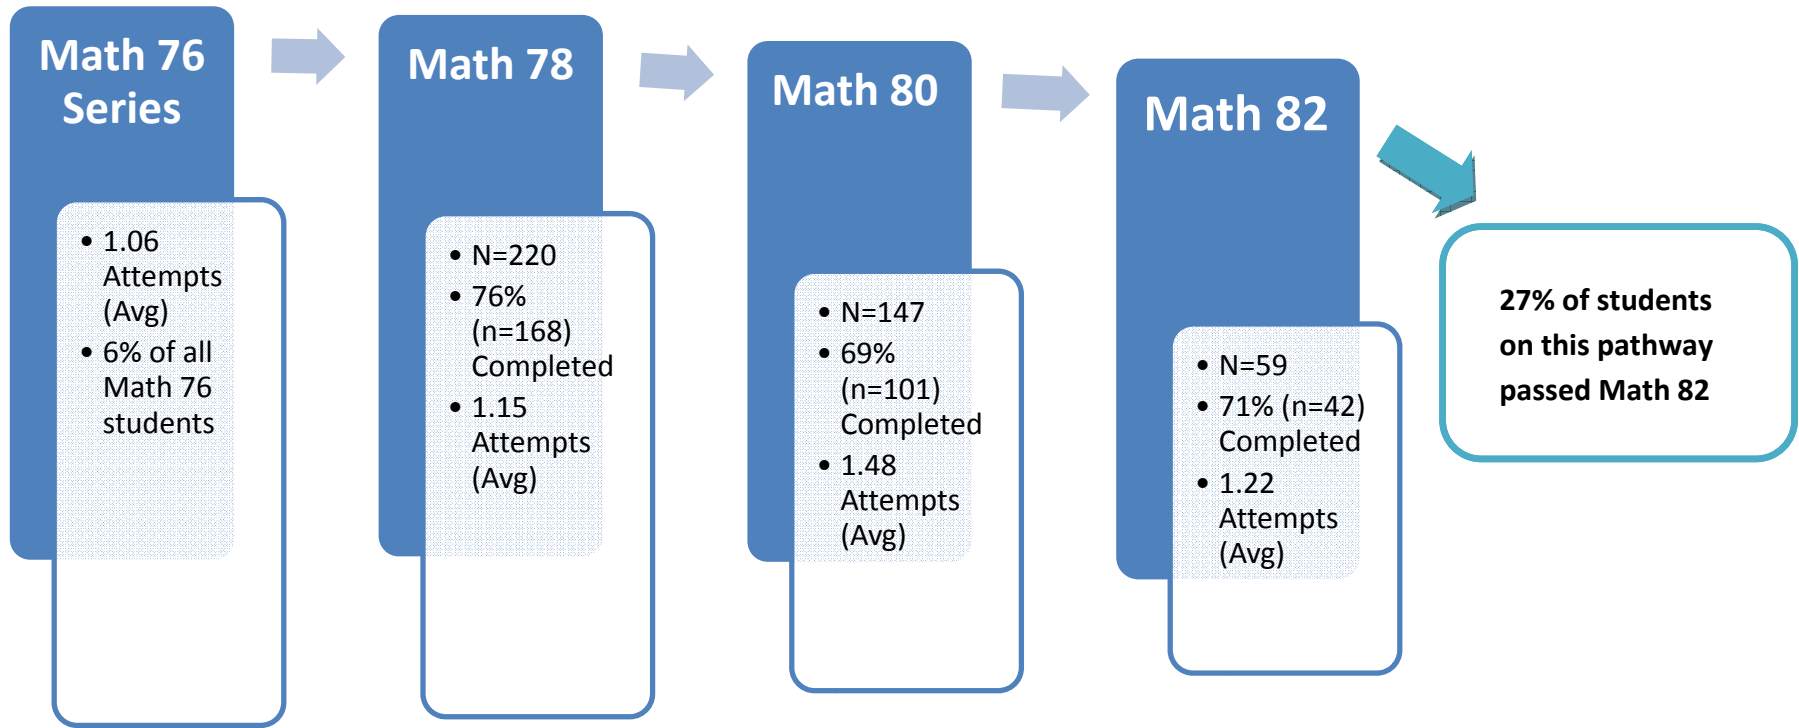 Math 76
Series
• 1.06
Attempts
(Avg)
• 6% of all
Math 76
students
Math 78
• N=220
• 76%
(n=168)
Completed
• 1.15
Attempts
(Avg)
Math 80
• N=147
• 69%
(n=101)
Completed
• 1.48
Attempts
(Avg)
Math 82
• N=59
• 71% (n=42)
Completed
• 1.22
Attempts
(Avg)
27% of students
on this pathway
passed Math 82